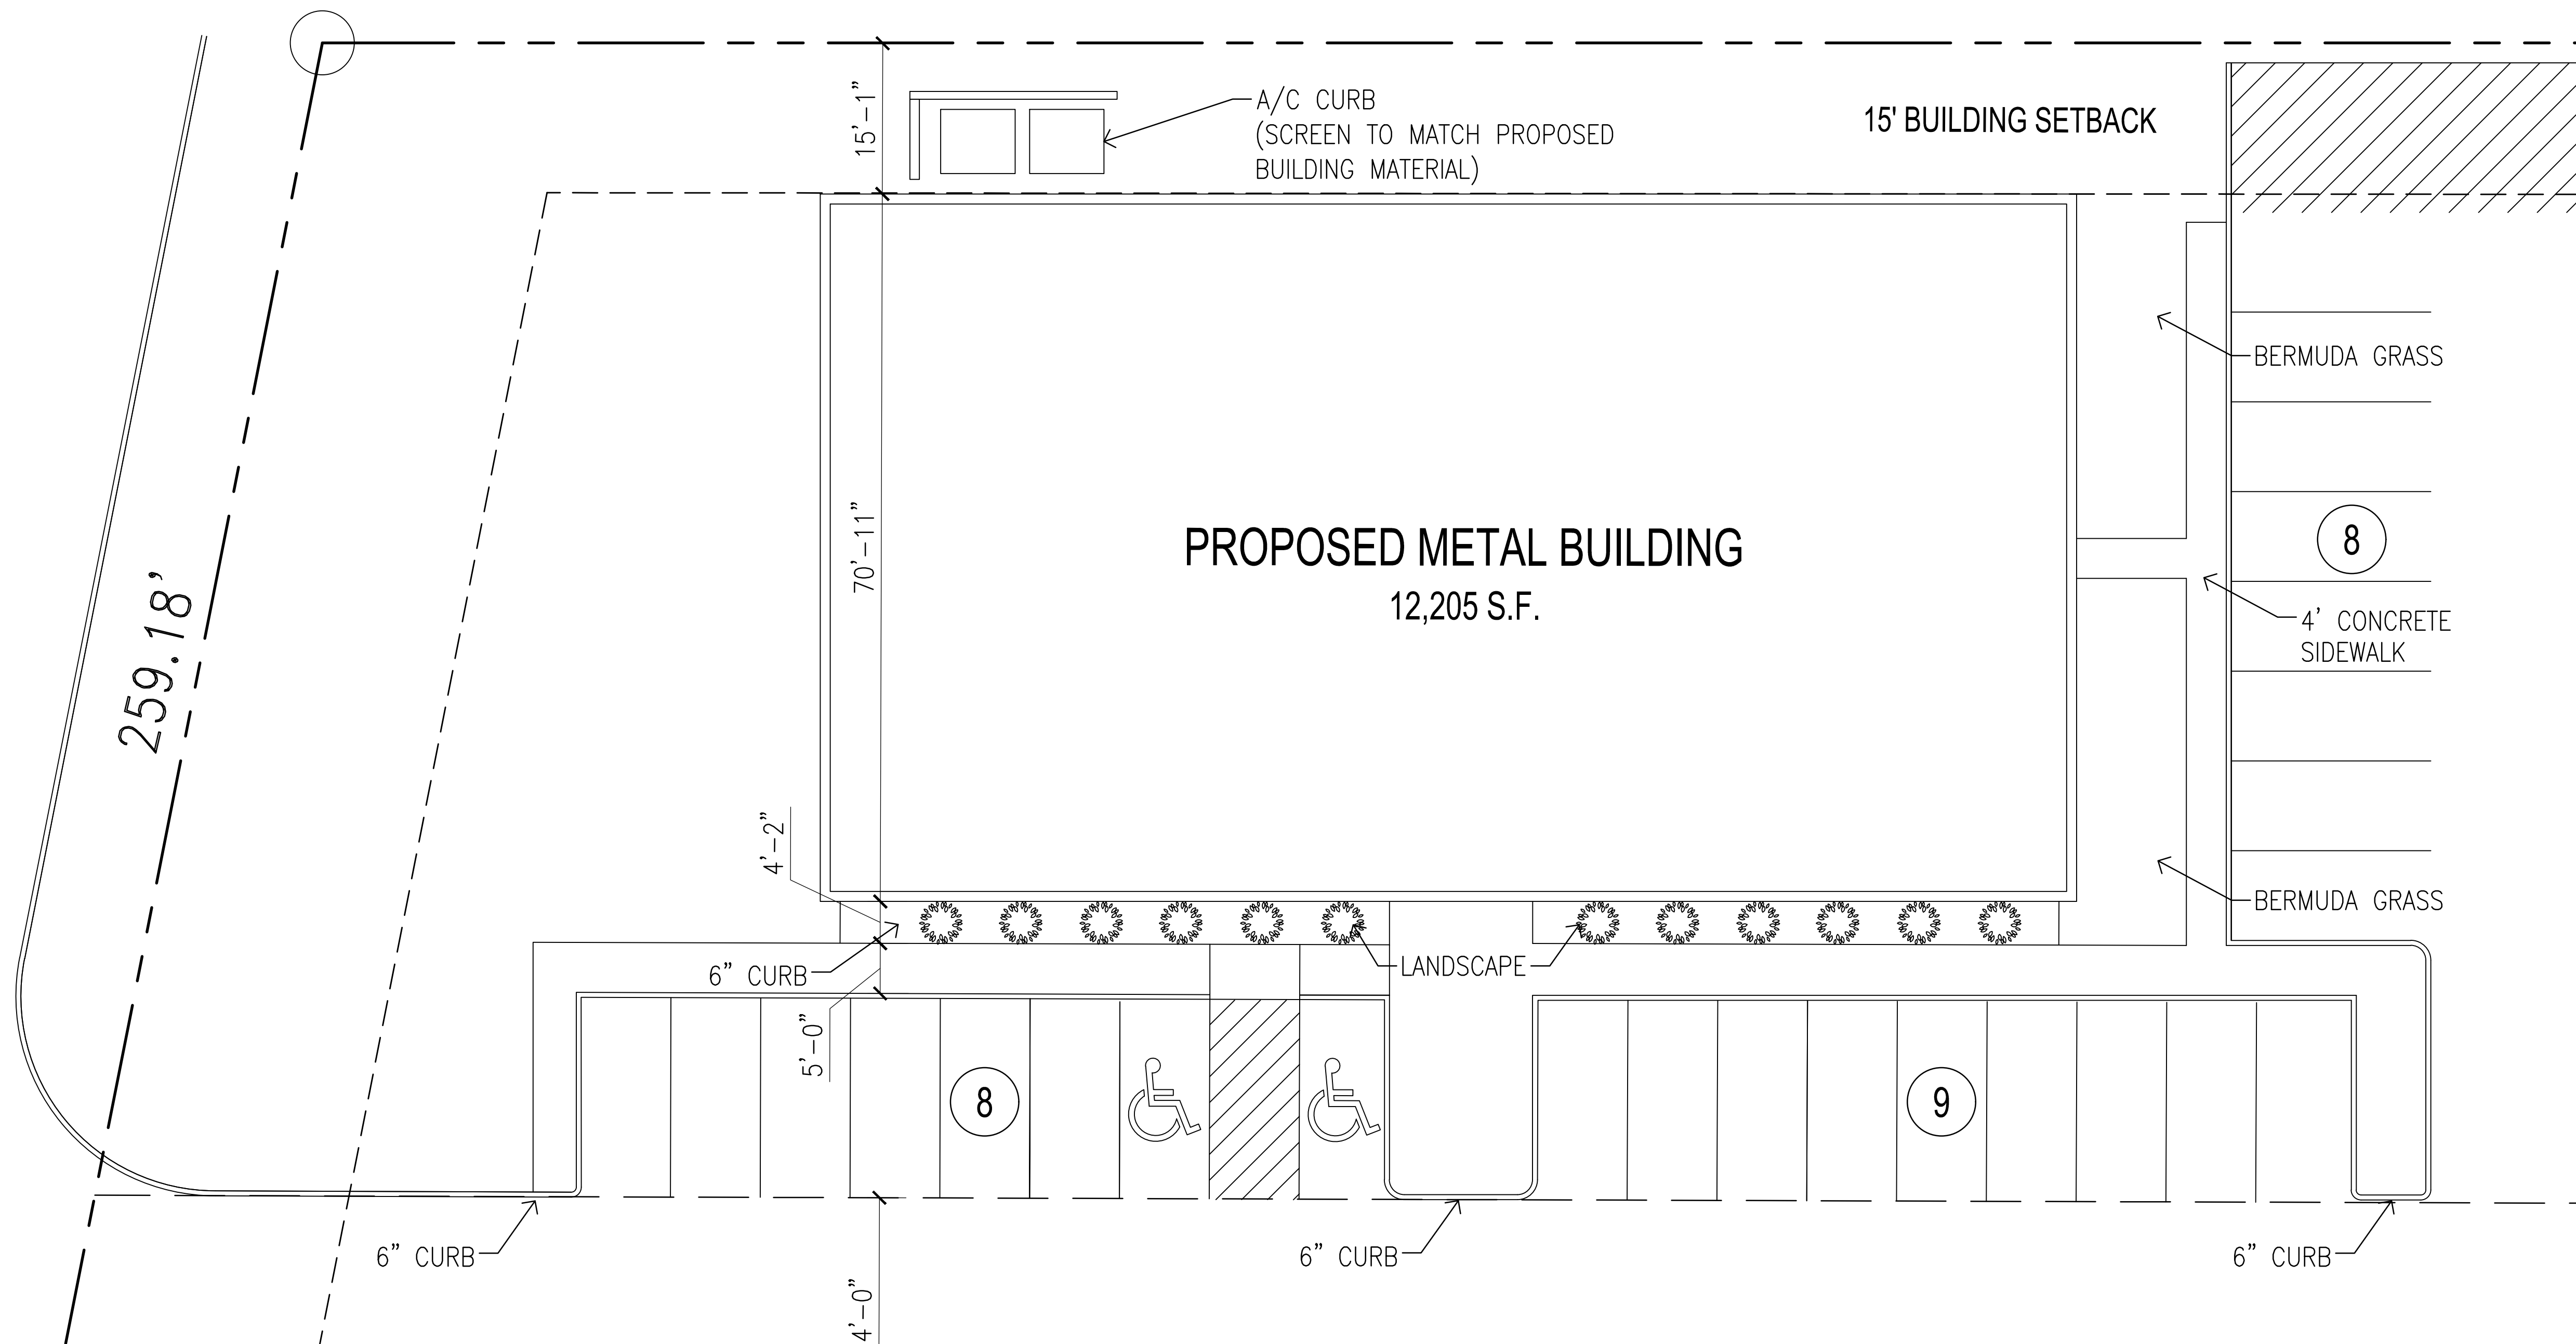 15'-1"
A/C CURB
(SCREEN TO MATCH PROPOSED
BUILDING MATERIAL)
15' BUILDING SETBACK
BERMUDA GRASS
259.18'
70'-11"
PROPOSED METAL BUILDING
12,205 S.F.
8
4' CONCRETE
SIDEWALK
4'-2"
BERMUDA GRASS
6" CURB
LANDSCAPE
5'-0"
8
9
6" CURB
6" CURB
6" CURB
4'-0"